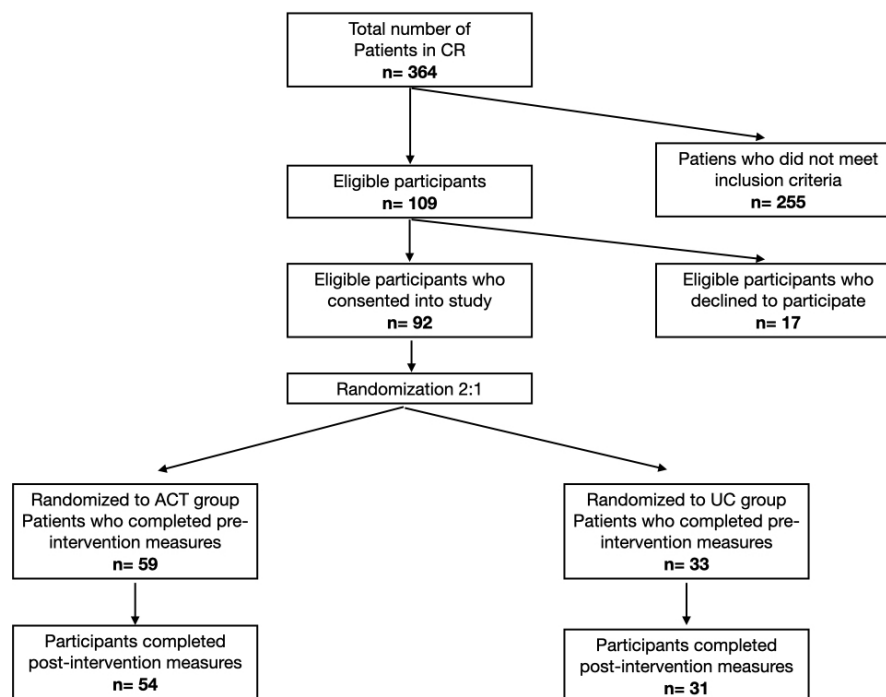 Total number of
Patients in CR
n= 364
Patiens who did not meet
inclusion criteria
n= 255
Eligible participants
n= 109
Eligible participants who
consented into study
n= 92
Eligible participants who
declined to participate
n= 17
Randomization 2:1
Randomized to ACT group
Patients who completed pre-
intervention measures
n= 59
Randomized to UC group
Patients who completed pre-
intervention measures
n= 33
Participants completed
post-intervention measures
n= 54
Participants completed
post-intervention measures
n= 31